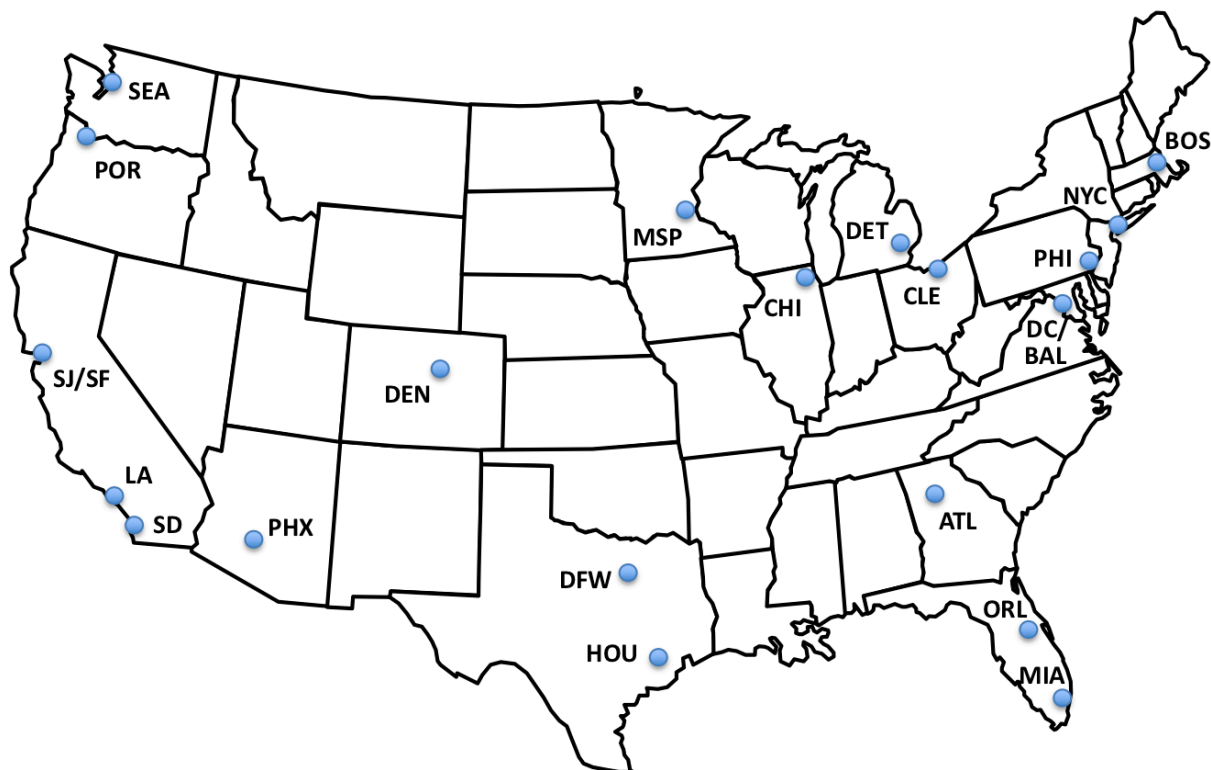 SEA
BOS
POR
NYC
DET
MSP
PHI
CLE
CHI
DC/
BAL
SJ/SF
DEN
LA
SD
PHX
ATL
DFW
ORL
HOU
MIA